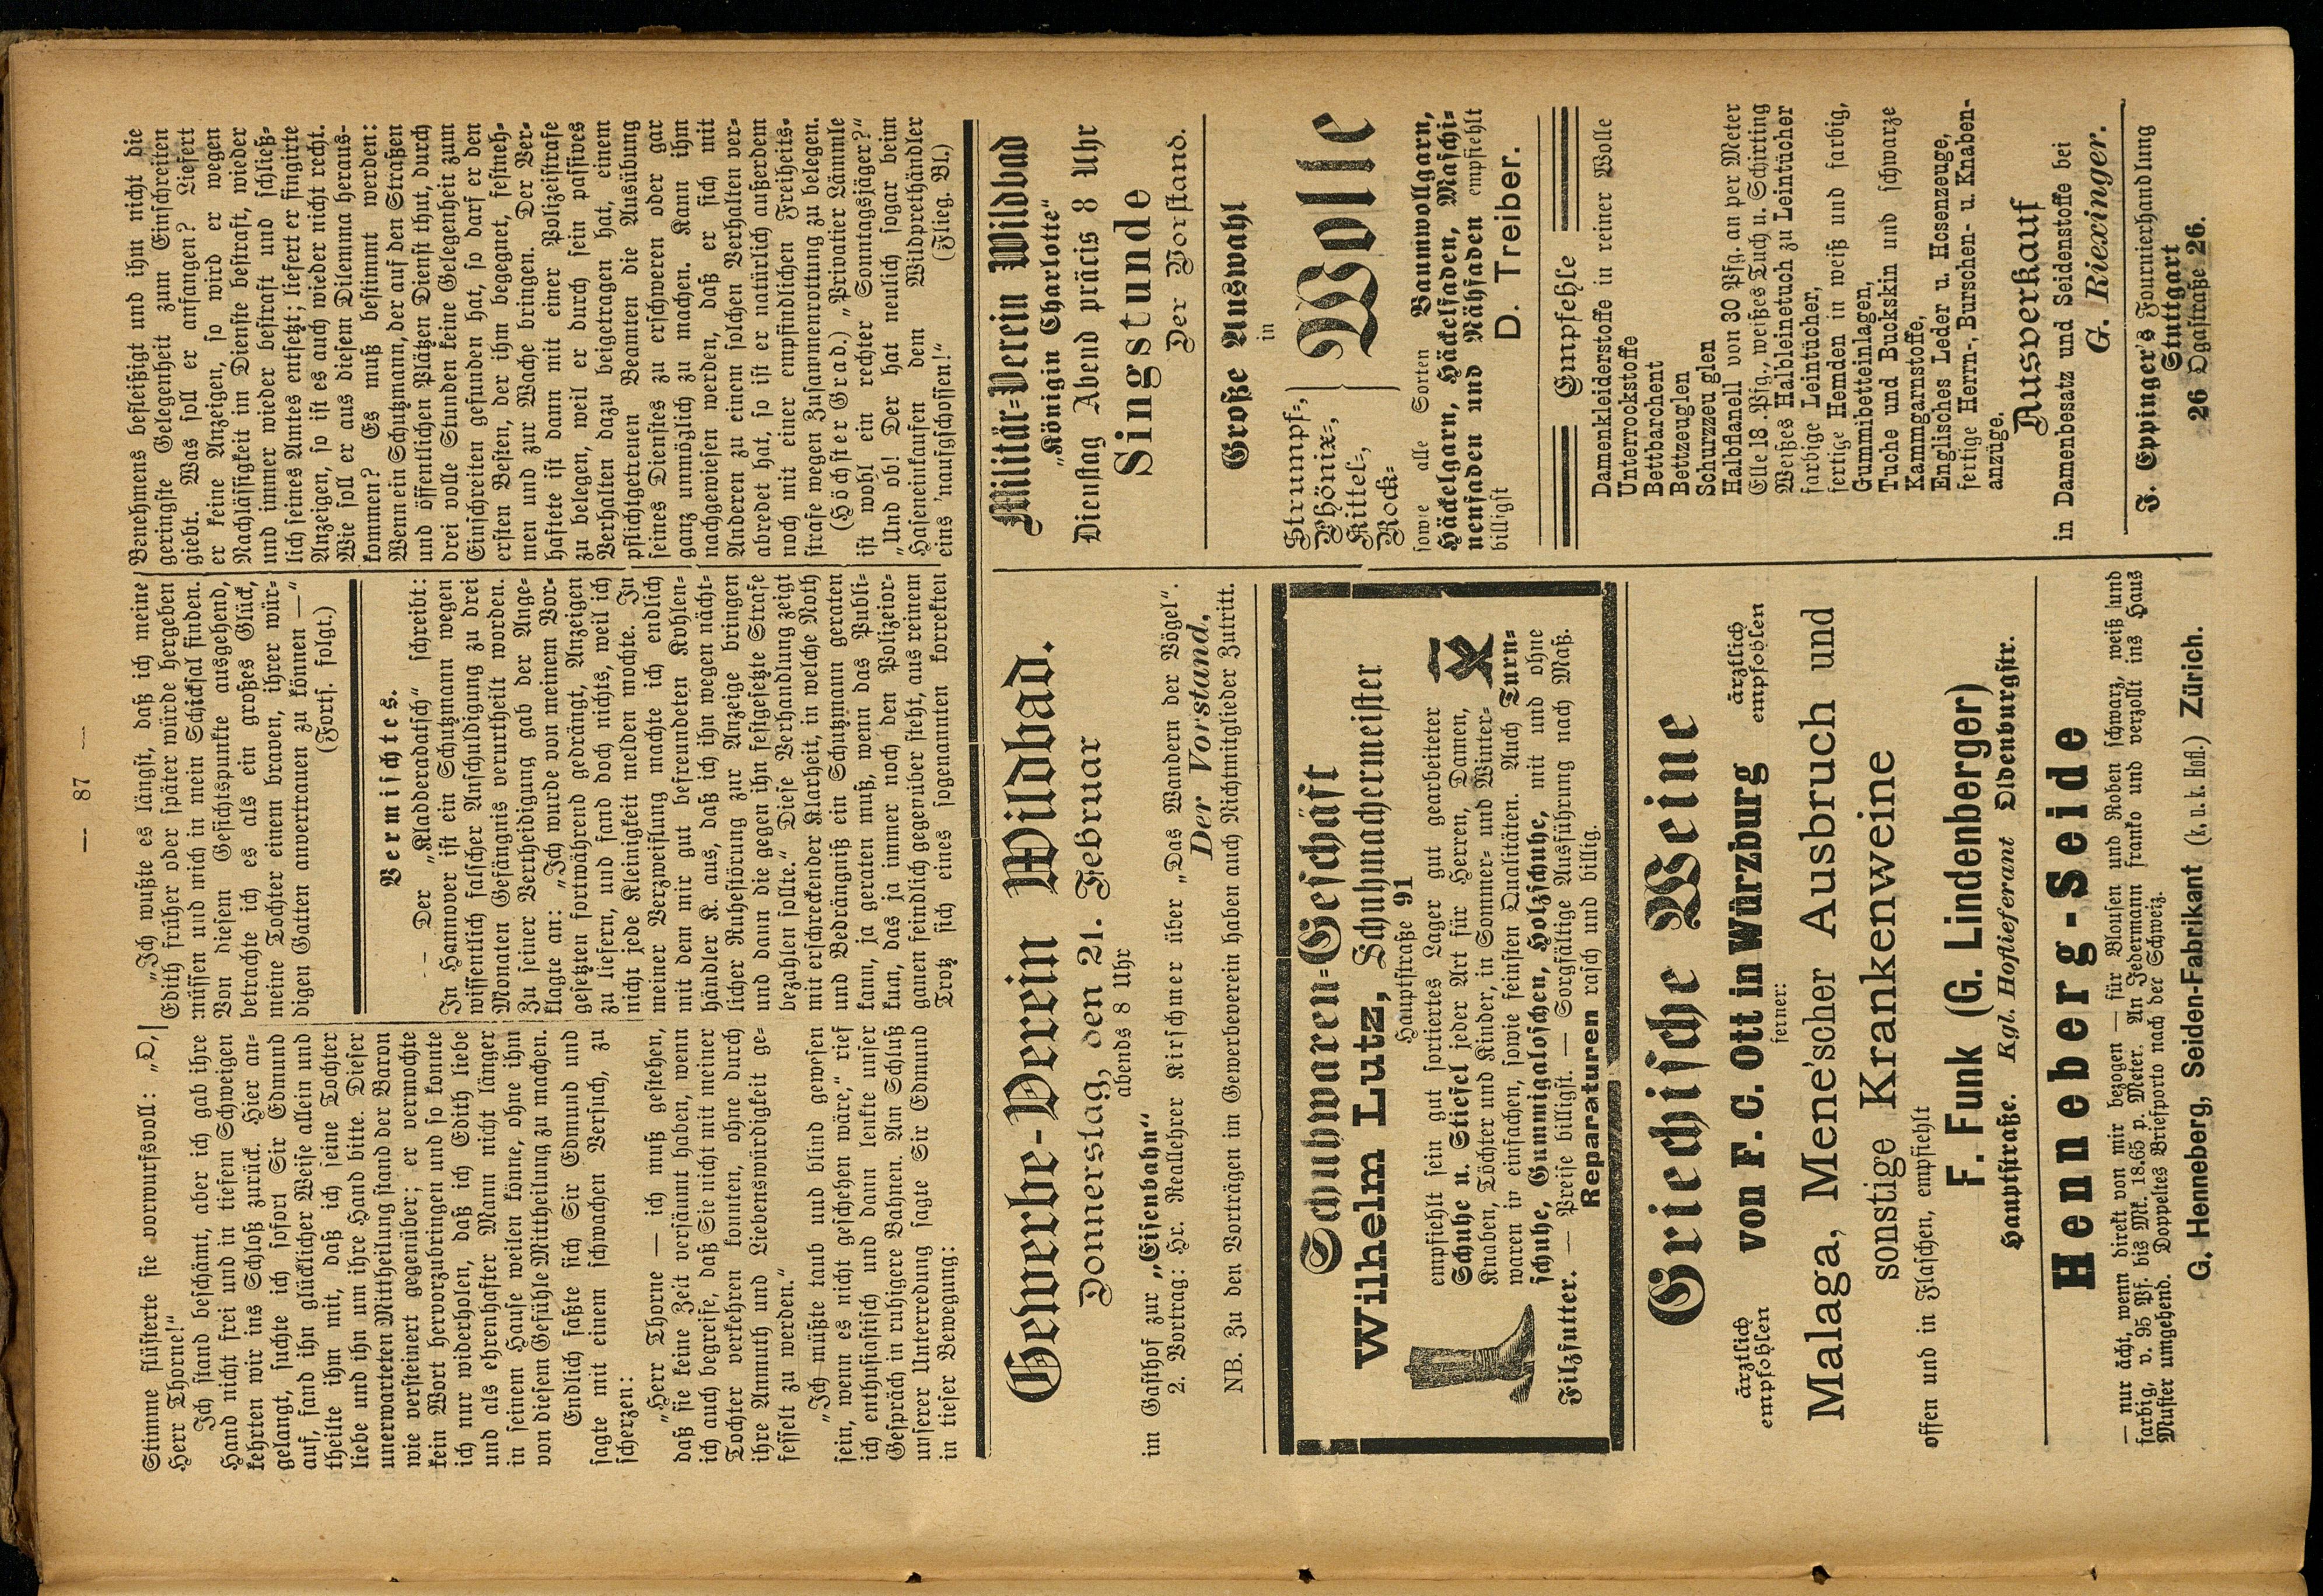 — 87 —
Stimme flüsterte sie vorwurfsvoll: „O,
Herr Thorne!“
Ich stand beschämt, aber ich gab ihre
Hand nicht frei und in tiefem Schweigen
kehrten wir ins Schloß zurück. Hier an-
gelangt, suchte ich sofort Sir Edmund
auf, fand ihn glücklicher Weise allein und
theilte ihm mit, daß ich seine Tochter
liebe und ihn um ihre Hand bitte. Dieser
unerwarteten Mittheilung stand der Baron
wie versteinert gegenüber; er vermochte
kein Wort hervorzubringen und so konnte
ich nur widerholen, daß ich Edith liebe
und als ehrenhafter Mann nicht länger
in seinem Hause weilen könne, ohne ihm
von diesem Gefühle Mittheilung zu machen.
Endlich faßte sich Sir Edmund und
sagte mit einem schwachen Versuch, zu
scherzen:
„Herr Thorne — ich muß gestehen,
daß sie keine Zeit versäumt haben, wenn
ich auch begreife, daß Sie nicht mit meiner
Tochter verkehren konnten, ohne durch
ihre Anmuth und Liebenswürdigkeit ge-
fesselt zu werden.“
„Ich müßte taub und blind gewesen
sein, wenn es nicht geschehen wäre,“ rief
ich enthusiastisch und dann lenkte unser
Gespräch in ruhigere Bahnen. Am Schluß
unserer Unterredung sagte Sir Edmund
in tiefer Bewegung:
„Ich wußte es längst, daß ich meine
Edith früher oder später würde hergeben
müssen und mich in mein Schicksal finden.
Von diesem Gesichtspunkte ausgehend,
betrachte ich es als ein großes Glück,
meine Tochter einem braven, ihrer wür-
digen Gatten anvertrauen zu können —“
(Forts. folgt.)
Vermischtes.
— Der „Kladderadatsch“ schreibt:
In Hannover ist ein Schutzmann wegen
wissentlich falscher Anschuldigung zu drei
Monaten Gefängnis verurtheilt worden.
Zu seiner Vertheidigung gab der Ange-
klagte an: „Ich wurde von meinem Vor-
gesetzten fortwährend gedrängt, Anzeigen
zu liefern, und fand doch nichts, weil ich
nicht jede Kleinigkeit melden mochte. In
meiner Verzweiflung machte ich endlich
mit dem mir gut befreundeten Kohlen-
händler K. aus, daß ich ihn wegen nächt-
licher Ruhestörung zur Anzeige bringen
und dann die gegen ihn festgesetzte Strafe
bezahlen sollte.“ Diese Verhandlung zeigt
mit erschreckender Klarheit, in welche Noth
und Bedrängniß ein Schutzmann geraten
kann, ja geraten muß, wenn das Publi-
kum, das ja immer noch den Polizeior-
ganen feindlich gegenüber steht, aus reinem
Trotz sich eines sogenannten korrekten
Benehmens befleißigt und ihm nicht die
geringste Gelegenheit zum Einschreiten
giebt. Was soll er anfangen? Liefert
er keine Anzeigen, so wird er wegen
Nachlässigkeit im Dienste bestraft, wieder
und immer wieder bestraft und schließ-
lich seines Amtes entsetzt; liefert er fingirte
Anzeigen, so ist es auch wieder nicht recht.
Wie soll er aus diesem Dilemma heraus-
kommen? Es muß bestimmt werden:
Wenn ein Schutzmann, der auf den Straßen
und öffentlichen Plätzen Dienst thut, durch
drei volle Stunden keine Gelegenheit zum
Einschreiten gefunden hat, so darf er den
ersten Besten, der ihm begegnet, festneh-
men und zur Wache bringen. Der Ver-
haftete ist dann mit einer Polizeistrafe
zu belegen, weil er durch sein passives
Verhalten dazu beigetragen hat, einem
pflichtgetreuen Beamten die Ausübung
seines Dienstes zu erschweren oder gar
ganz unmöglich zu machen. Kann ihm
nachgewiesen werden, daß er sich mit
Anderen zu einem solchen Verhalten ver-
abredet hat, so ist er natürlich außerdem
noch mit einer empfindlichen Freiheits-
strafe wegen Zusammenrottung zu belegen.
(Höchster Grad.) „Privatier Lämmle
ist wohl ein rechter Sonntagsjäger?“
„Und ob! Der hat neulich sogar beim
Haseneinkaufen dem Wildprethändler
eins 'naufgschossen!“ (Flieg. Bl.)
Gewerbe-Verein Wildbad.
Donnerstag, den 21. Februar
abends 8 Uhr
im Gasthof zur „Eisenbahn“
2. Vortrag: Hr. Reallehrer Kirschmer über „Das Wandern der Vögel“.
Der Vorstand.
NB. Zu den Vorträgen im Gewerbeverein haben auch Nichtmitglieder Zutritt.
Schuhwaren-Geschäft
Wilhelm Lutz, Schuhmachermeister
Hauptstraße 91
empfiehlt sein gut sortiertes Lager gut gearbeiteter
Schuhe u. Stiefel jeder Art für Herren, Damen,
Knaben, Töchter und Kinder, in Sommer- und Winter-
waren in einfachen, sowie feinsten Qualitäten. Auch Turn-
schuhe, Gummigaloschen, Holzschuhe, mit und ohne
Filzfutter. — Preise billigst. — Sorgfältige Ausführung nach Maß.
Reparaturen rasch und billig.
Griechische Weine
ärztlich empfohlen von F. C. Ott in Würzburg ärztlich empfohlen
ferner:
Malaga, Mene'scher Ausbruch und
sonstige Krankenweine
offen und in Flaschen, empfiehlt
F. Funk (G. Lindenberger)
Hauptstraße. Kgl. Hoflieferant Oldenburgstr.
Henneberg-Seide
— nur ächt, wenn direkt von mir bezogen — für Blousen und Roben schwarz, weiß und
farbig, v. 95 Pf. bis Mk. 18.65 p. Meter. An Jedermann franko und verzollt ins Haus
Muster umgehend. Doppeltes Briefporto nach der Schweiz.
G. Henneberg, Seiden-Fabrikant (k. u. k. Hofl.) Zürich.
Militär-Verein Wildbad
„Königin Charlotte“
Dienstag Abend präcis 8 Uhr
Singstunde
Der Vorstand.
Große Auswahl
in
Strumpf-,
Phönix-,
Kittel-,
Rock-
Wolle
sowie alle Sorten Baumwollgarn,
Häckelgarn, Häckelfaden, Maschi-
nenfaden und Nähfaden empfiehlt
billigst D. Treiber.
Empfehle
Damenkleiderstoffe in reiner Wolle
Unterrockstoffe
Bettbarchent
Bettzeuglen
Schurzzeuglen
Halbflanell von 30 Pfg. an per Meter
Elle 18 Pfg., weißes Tuch u. Schirting
Weißes Halbleinetuch zu Leintücher
farbige Leintücher,
fertige Hemden in weiß und farbig,
Gummibetteinlagen,
Tuche und Buckskin und schwarze
Kammgarnstoffe,
Englisches Leder u. Hosenzeuge,
fertige Herrn-, Burschen- u. Knaben-
anzüge.
Ausverkauf
in Damenbesatz und Seidenstoffe bei
G. Riexinger.
J. Eppinger's Fournierhandlung
Stuttgart
26 Ogastraße 26.